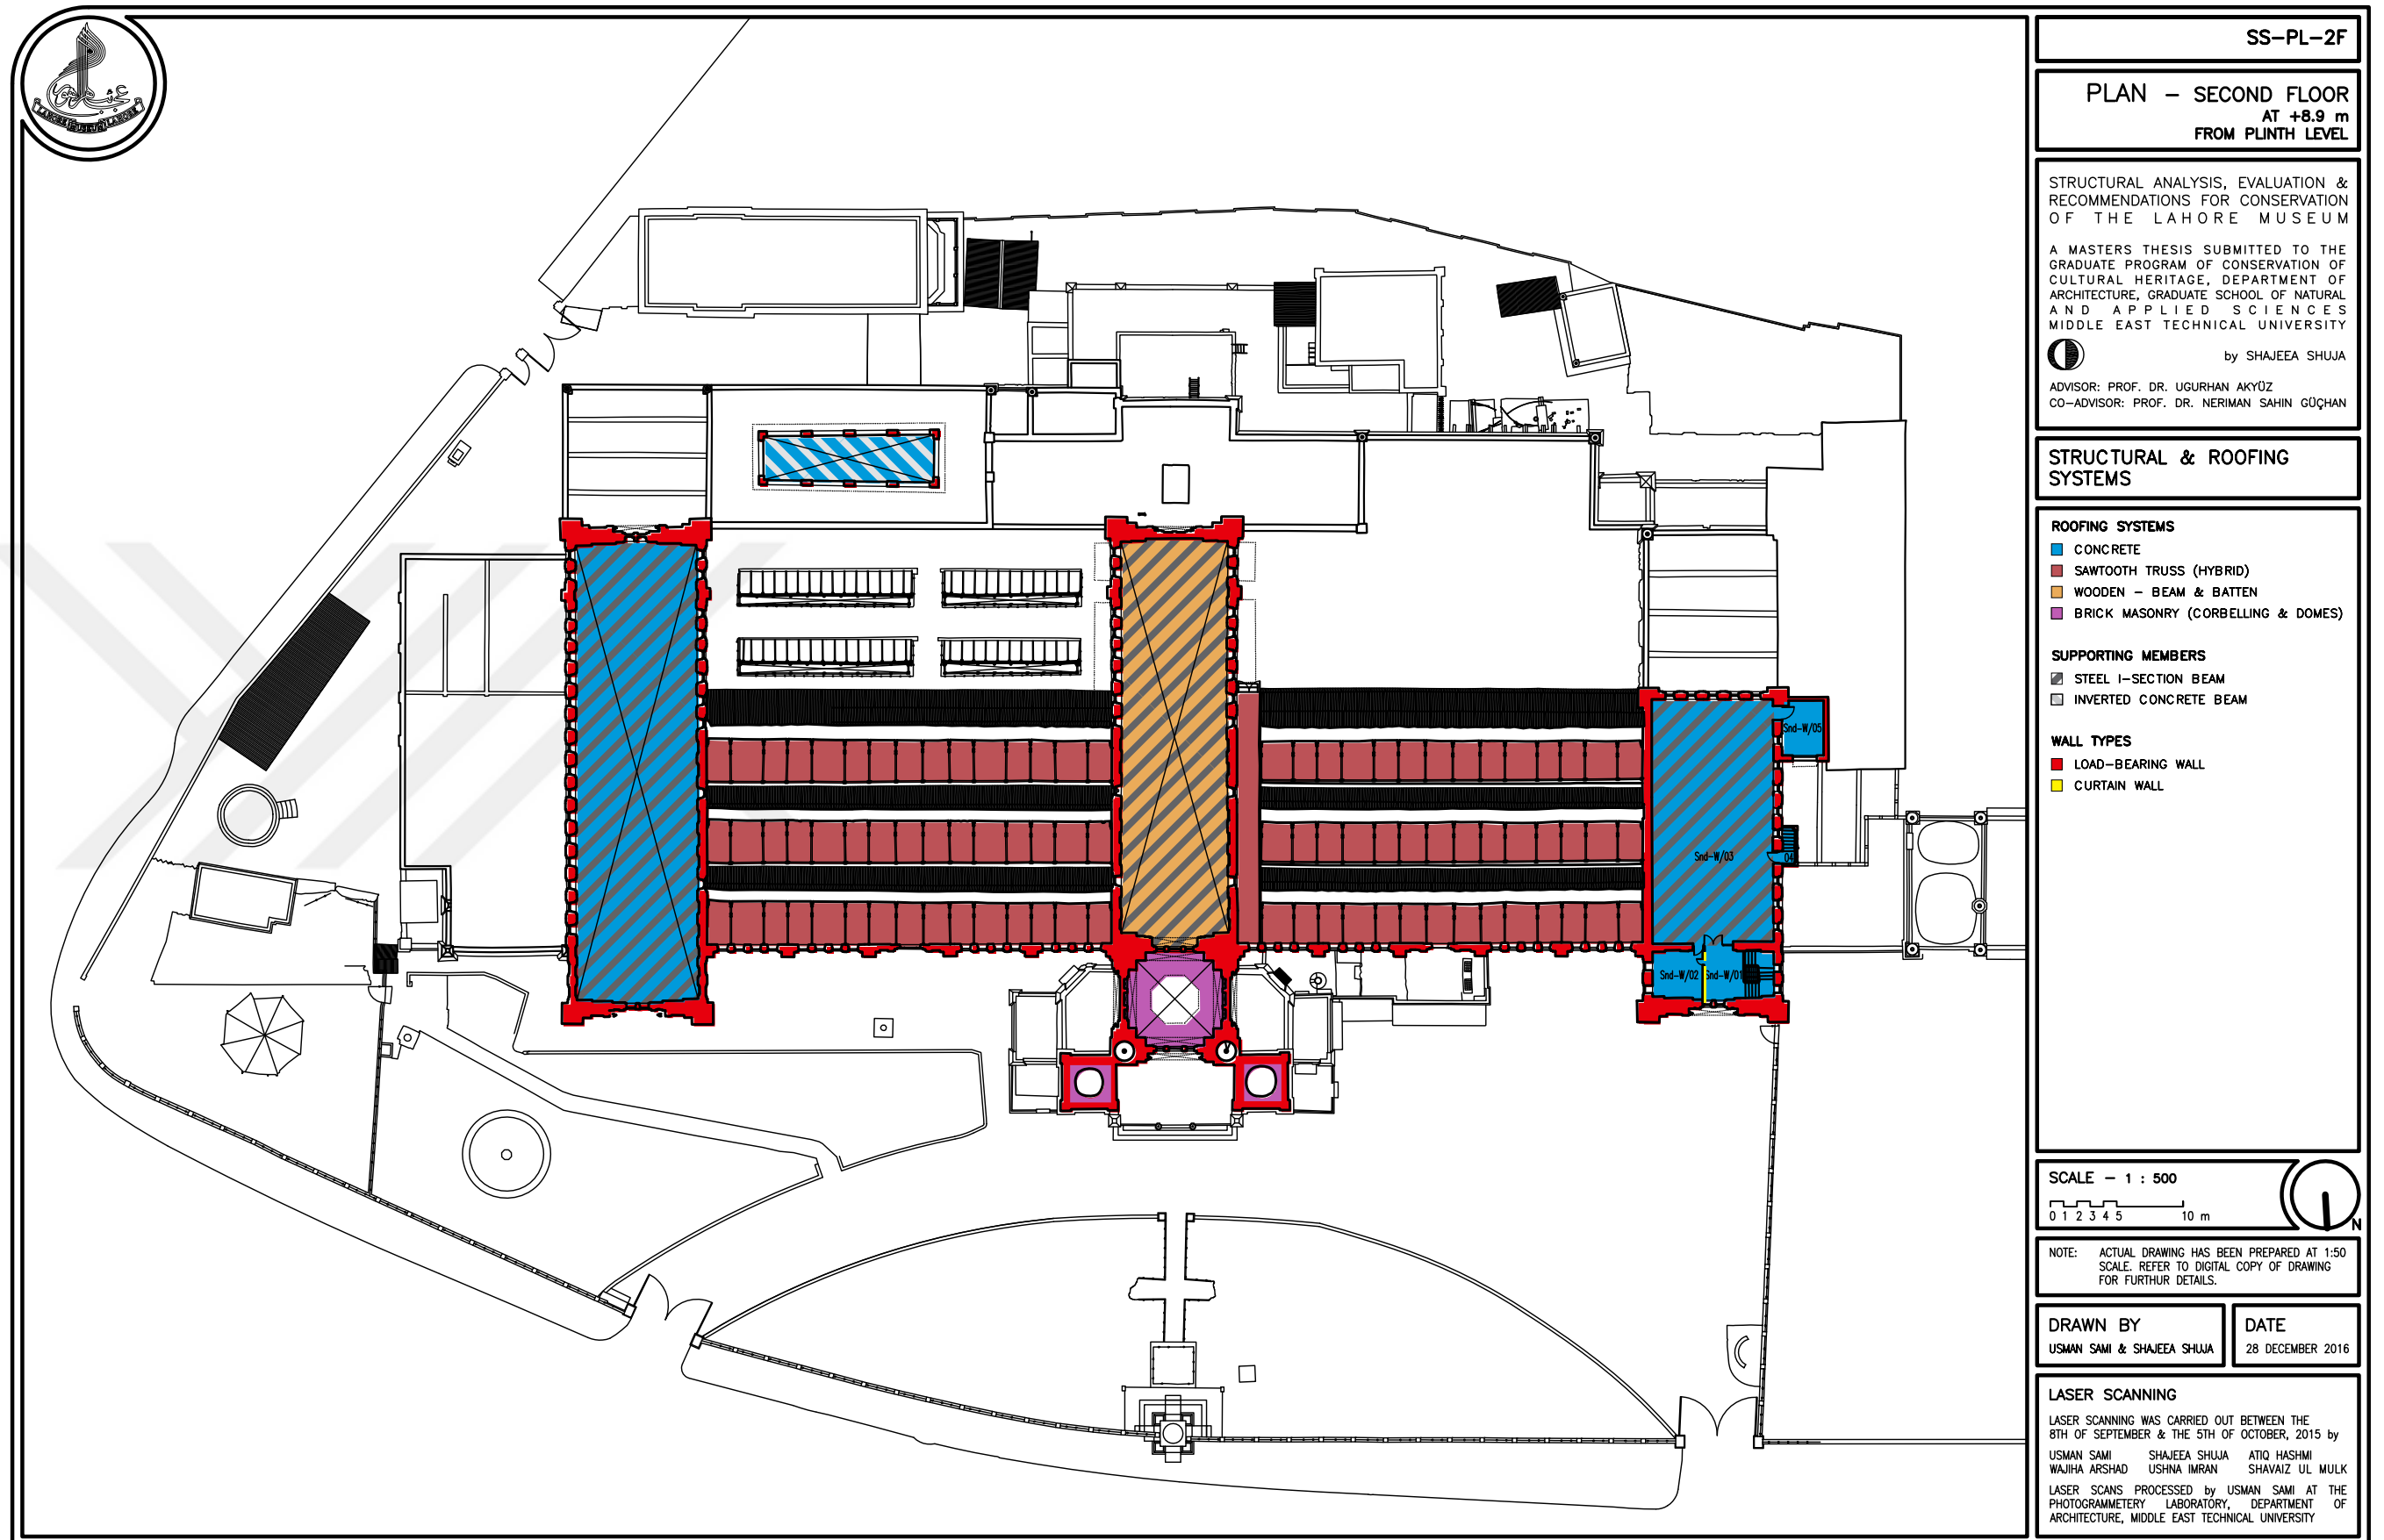 LAHORE MUSEUM LAHORE
SS-PL-2F
PLAN - SECOND FLOOR
AT +8.9 m
FROM PLINTH LEVEL
STRUCTURAL ANALYSIS, EVALUATION &
RECOMMENDATIONS FOR CONSERVATION
OF THE LAHORE MUSEUM
A MASTERS THESIS SUBMITTED TO THE
GRADUATE PROGRAM OF CONSERVATION OF
CULTURAL HERITAGE, DEPARTMENT OF
ARCHITECTURE, GRADUATE SCHOOL OF NATURAL
AND APPLIED SCIENCES
MIDDLE EAST TECHNICAL UNIVERSITY
by SHAJEEA SHUJA
ADVISOR: PROF. DR. UGURHAN AKYÜZ
CO-ADVISOR: PROF. DR. NERIMAN SAHIN GÜÇHAN
STRUCTURAL & ROOFING
SYSTEMS
ROOFING SYSTEMS
CONCRETE
SAWTOOTH TRUSS (HYBRID)
WOODEN - BEAM & BATTEN
BRICK MASONRY (CORBELLING & DOMES)
SUPPORTING MEMBERS
STEEL I-SECTION BEAM
INVERTED CONCRETE BEAM
WALL TYPES
LOAD-BEARING WALL
CURTAIN WALL
Snd-W/05
Snd-W/03
04
Snd-W/02
Snd-W/01
SCALE - 1 : 500
0 1 2 3 4 5 10 m
N
NOTE: ACTUAL DRAWING HAS BEEN PREPARED AT 1:50
SCALE. REFER TO DIGITAL COPY OF DRAWING
FOR FURTHUR DETAILS.
DRAWN BY
USMAN SAMI & SHAJEEA SHUJA
DATE
28 DECEMBER 2016
LASER SCANNING
LASER SCANNING WAS CARRIED OUT BETWEEN THE
8TH OF SEPTEMBER & THE 5TH OF OCTOBER, 2015 by
USMAN SAMI SHAJEEA SHUJA ATIQ HASHMI
WAJIHA ARSHAD USHNA IMRAN SHAVAIZ UL MULK
LASER SCANS PROCESSED by USMAN SAMI AT THE
PHOTOGRAMMETERY LABORATORY, DEPARTMENT OF
ARCHITECTURE, MIDDLE EAST TECHNICAL UNIVERSITY